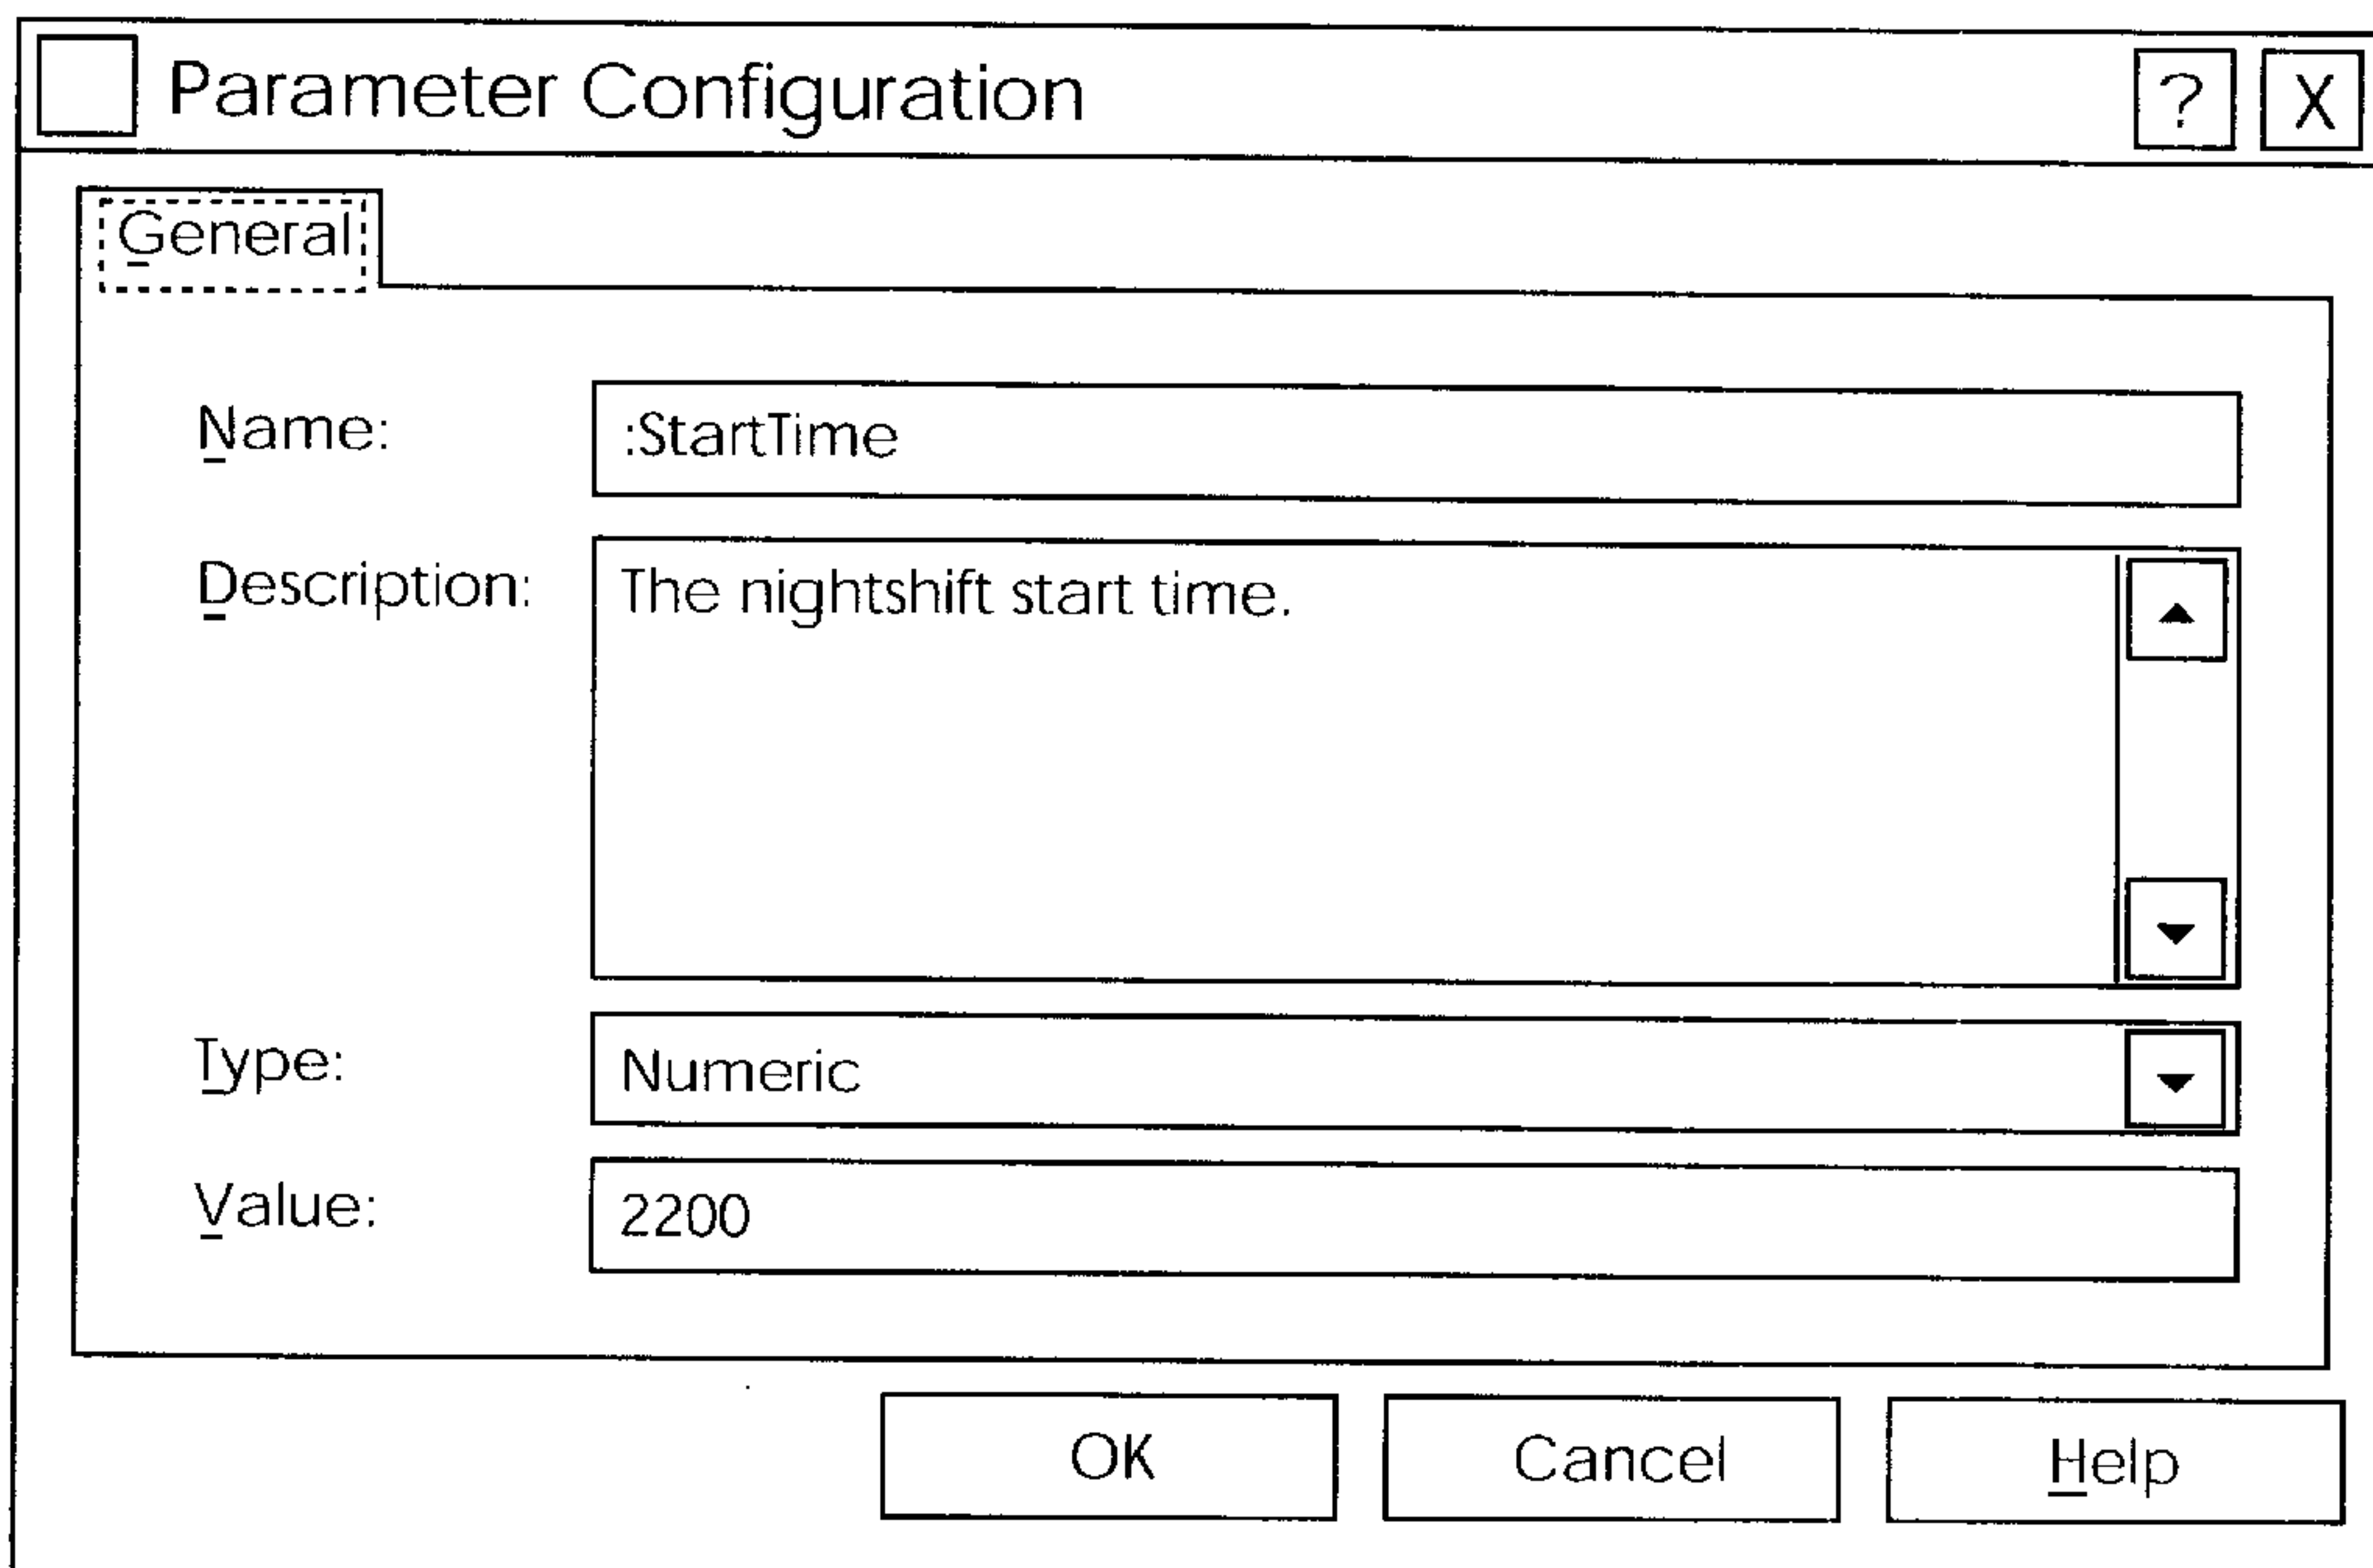 Parameter Configuration ? X
General
Name: :StartTime
Description: The nightshift start time.
Type: Numeric
Value: 2200
OK Cancel Help